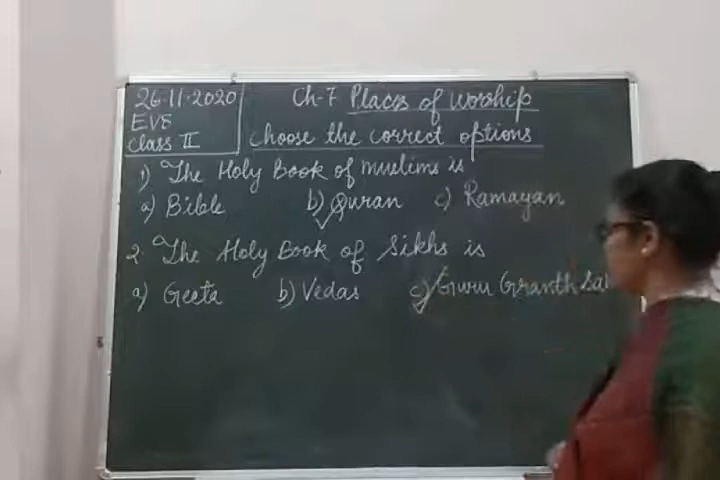 26.11.2020
EVS
Class II
Ch-7 Places of Worship
choose the correct options
1) The Holy Book of muslims is
a) Bible b) Quran c) Ramayan
2. The Holy Book of Sikhs is
a) Geeta b) Vedas c) Guru Granth Sa